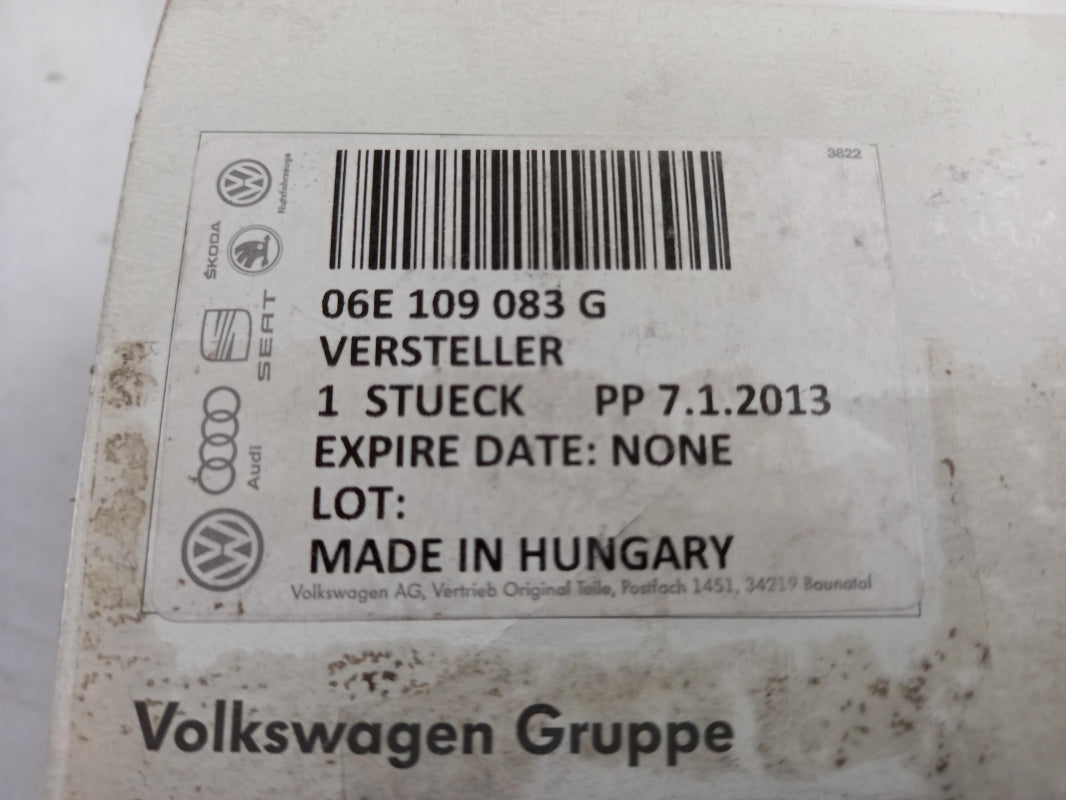 3822
Nutzfahrzeuge
ŠKODA
SEAT
Audi
06E 109 083 G
VERSTELLER
1 STUECK PP 7.1.2013
EXPIRE DATE: NONE
LOT:
MADE IN HUNGARY
Volkswagen AG, Vertrieb Original Teile, Postfach 1451, 34219 Baunatal
Volkswagen Gruppe